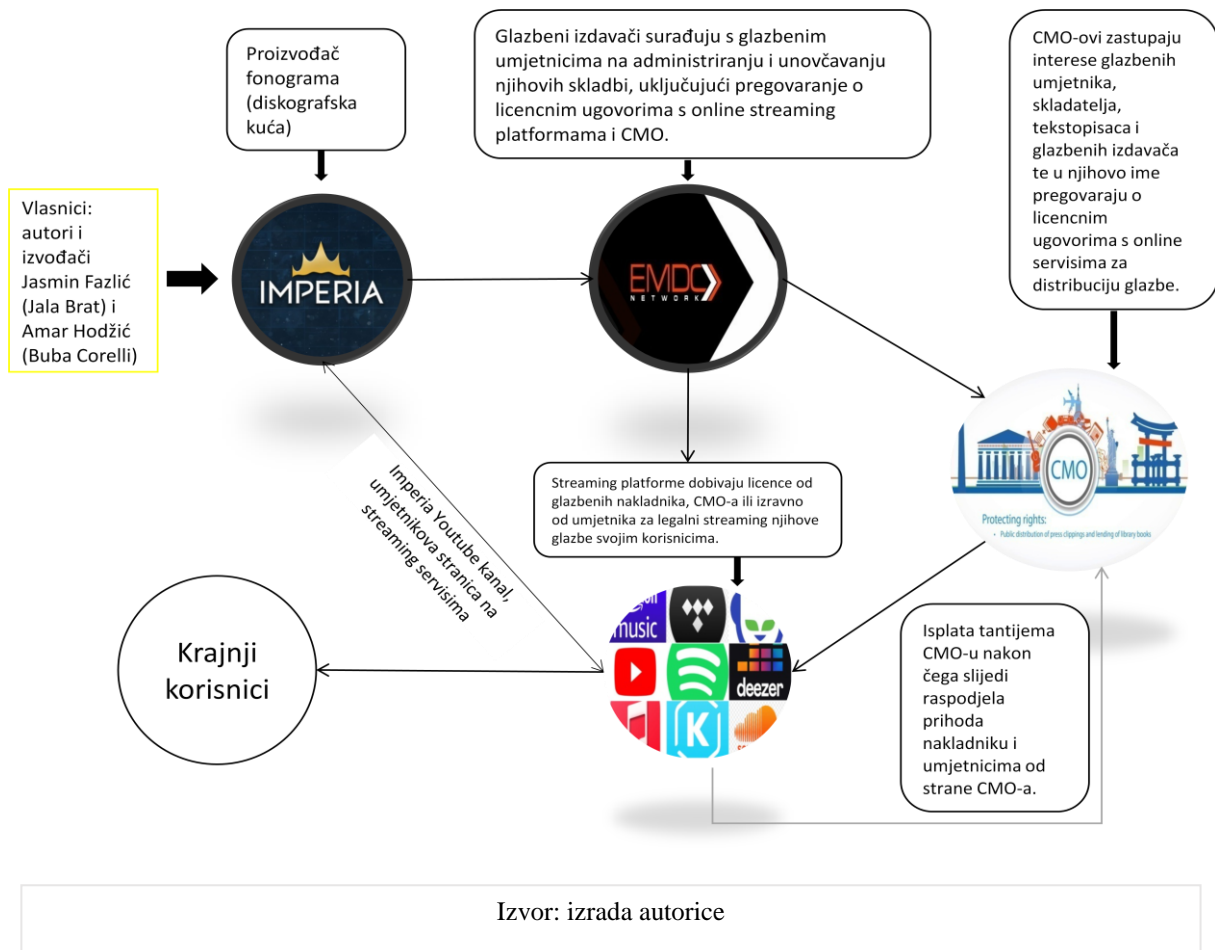 Proizvođač
fonograma
(diskografska
kuća)
Glazbeni izdavači surađuju s glazbenim
umjetnicima na administriranju i unovčavanju
njihovih skladbi, uključujući pregovaranje o
licencnim ugovorima s online streaming
platformama i CMO.
CMO-ovi zastupaju
interese glazbenih
umjetnika,
skladatelja,
tekstopisaca i
glazbenih izdavača
te u njihovo ime
pregovaraju o
licencnim
ugovorima s online
servisima za
distribuciju glazbe.
Vlasnici:
autori i
izvođači
Jasmin Fazlić
(Jala Brat) i
Amar Hodžić
(Buba Corelli)
IMPERIA
EMDC
NETWORK
CMO
Protecting rights:
• Public distribution of press clippings and lending of library books
Imperia Youtube kanal,
umjetnikova stranica na
streaming servisima
Streaming platforme dobivaju licence od
glazbenih nakladnika, CMO-a ili izravno
od umjetnika za legalni streaming njihove
glazbe svojim korisnicima.
Krajnji
korisnici
music
deezer
K
Isplata tantijema
CMO-u nakon
čega slijedi
raspodjela
prihoda
nakladniku i
umjetnicima od
strane CMO-a.
Izvor: izrada autorice